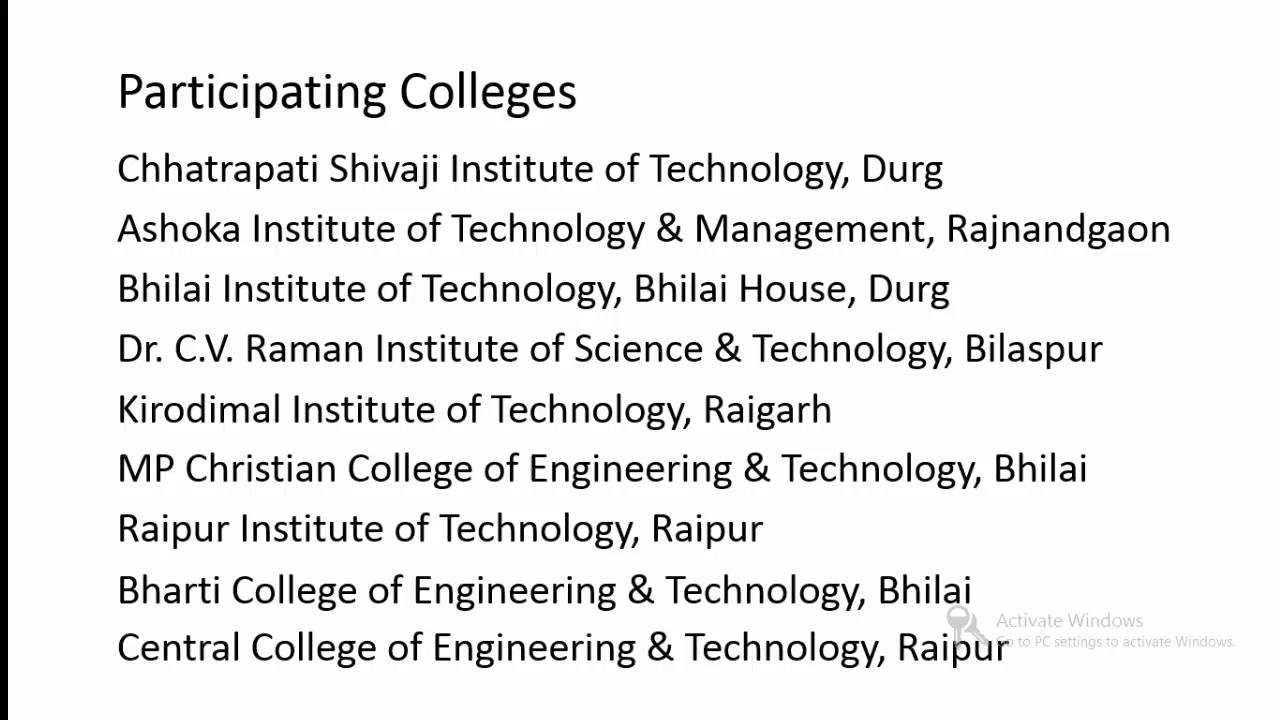 Participating Colleges
Chhatrapati Shivaji Institute of Technology, Durg
Ashoka Institute of Technology & Management, Rajnandgaon
Bhilai Institute of Technology, Bhilai House, Durg
Dr. C.V. Raman Institute of Science & Technology, Bilaspur
Kirodimal Institute of Technology, Raigarh
MP Christian College of Engineering & Technology, Bhilai
Raipur Institute of Technology, Raipur
Bharti College of Engineering & Technology, Bhilai
Central College of Engineering & Technology, Raipur
Activate Windows
Go to PC settings to activate Windows.